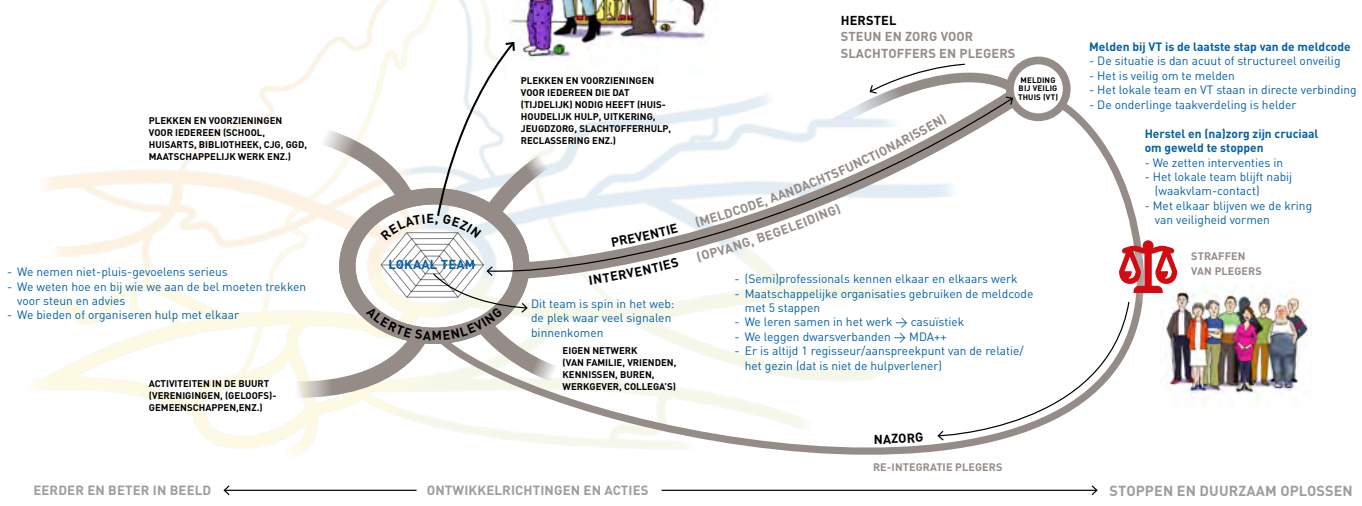 HERSTEL
STEUN EN ZORG VOOR
SLACHTOFFERS EN PLEGERS
MELDING
BIJ VEILIG
THUIS (VT)
Melden bij VT is de laatste stap van de meldcode
- De situatie is dan acuut of structureel onveilig
- Het is veilig om te melden
- Het lokale team en VT staan in directe verbinding
- De onderlinge taakverdeling is helder
Herstel en (na)zorg zijn cruciaal
om geweld te stoppen
- We zetten interventies in
- Het lokale team blijft nabij
(waakvlam-contact)
- Met elkaar blijven we de kring
van veiligheid vormen
PLEKKEN EN VOORZIENINGEN
VOOR IEDEREEN DIE DAT
(TIJDELIJK) NODIG HEEFT (HUIS-
HOUDELIJK HULP, UITKERING,
JEUGDZORG, SLACHTOFFERHULP,
RECLASSERING ENZ.)
PLEKKEN EN VOORZIENINGEN
VOOR IEDEREEN (SCHOOL,
HUISARTS, BIBLIOTHEEK, CJG, GGD,
MAATSCHAPPELIJK WERK ENZ.)
RELATIE, GEZIN
LOKAAL TEAM
ALERTE SAMENLEVING
PREVENTIE
(MELDCODE, AANDACHTSFUNCTIONARISSEN)
INTERVENTIES
(OPVANG, BEGELEIDING)
STRAFFEN
VAN PLEGERS
- We nemen niet-pluis-gevoelens serieus
- We weten hoe en bij wie we aan de bel moeten trekken
voor steun en advies
- We bieden of organiseren hulp met elkaar
Dit team is spin in het web:
de plek waar veel signalen
binnenkomen
- (Semi)professionals kennen elkaar en elkaars werk
- Maatschappelijke organisaties gebruiken de meldcode
met 5 stappen
- We leren samen in het werk → casuïstiek
- We leggen dwarsverbanden → MDA++
- Er is altijd 1 regisseur/aanspreekpunt van de relatie/
het gezin (dat is niet de hulpverlener)
EIGEN NETWERK
(VAN FAMILIE, VRIENDEN,
KENNISSEN, BUREN,
WERKGEVER, COLLEGA'S)
ACTIVITEITEN IN DE BUURT
(VERENIGINGEN, (GELOOFS)-
GEMEENSCHAPPEN,ENZ.)
NAZORG
RE-INTEGRATIE PLEGERS
EERDER EN BETER IN BEELD
ONTWIKKELRICHTINGEN EN ACTIES
STOPPEN EN DUURZAAM OPLOSSEN